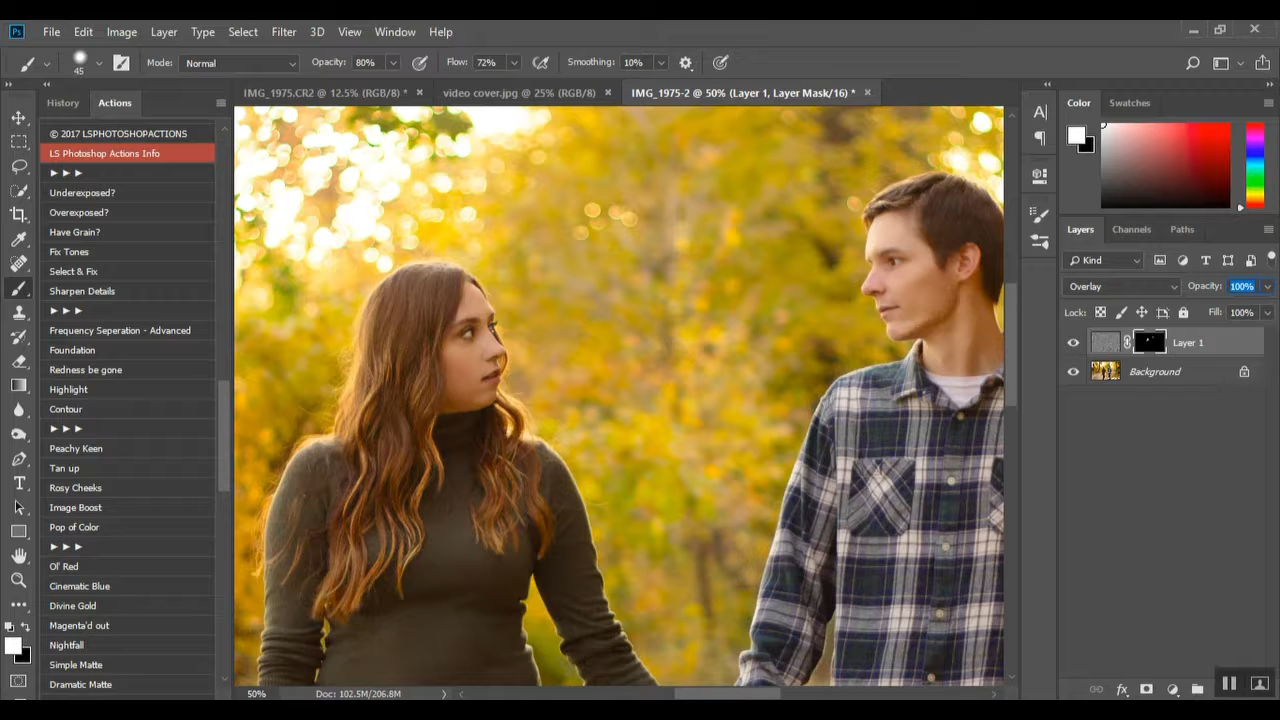 Ps File Edit Image Layer Type Select Filter 3D View Window Help
45 Mode: Normal Opacity: 80% Flow: 72% Smoothing: 10%
History Actions IMG_1975.CR2 @ 12.5% (RGB/8) * × video cover.jpg @ 25% (RGB/8) × IMG_1975-2 @ 50% (Layer 1, Layer Mask/16) * ×
© 2017 LSPHOTOSHOPACTIONS
LS Photoshop Actions Info
► ► ►
Underexposed?
Overexposed?
Have Grain?
Fix Tones
Select & Fix
Sharpen Details
► ► ►
Frequency Seperation - Advanced
Foundation
Redness be gone
Highlight
Contour
► ► ►
Peachy Keen
Tan up
Rosy Cheeks
Image Boost
Pop of Color
► ► ►
Ol' Red
Cinematic Blue
Divine Gold
Magenta'd out
Nightfall
Simple Matte
Dramatic Matte
50% Doc: 102.5M/206.8M
Color Swatches
Layers Channels Paths
Kind
Overlay Opacity: 100%
Lock: Fill: 100%
Layer 1
Background
fx